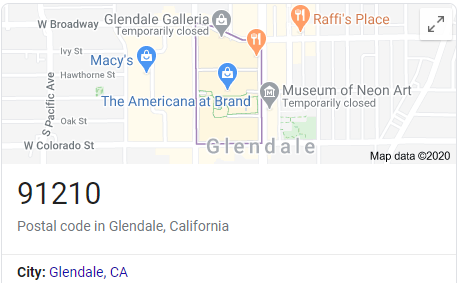 W Broadway
Glendale Galleria
Temporarily closed
Raffi's Place
Ivy St
Macy's
Hawthorne St
S Pacific Ave
The Americana at Brand
Museum of Neon Art
Temporarily closed
Oak St
W Colorado St
Glendale
Map data ©2020
91210
Postal code in Glendale, California
City: Glendale, CA